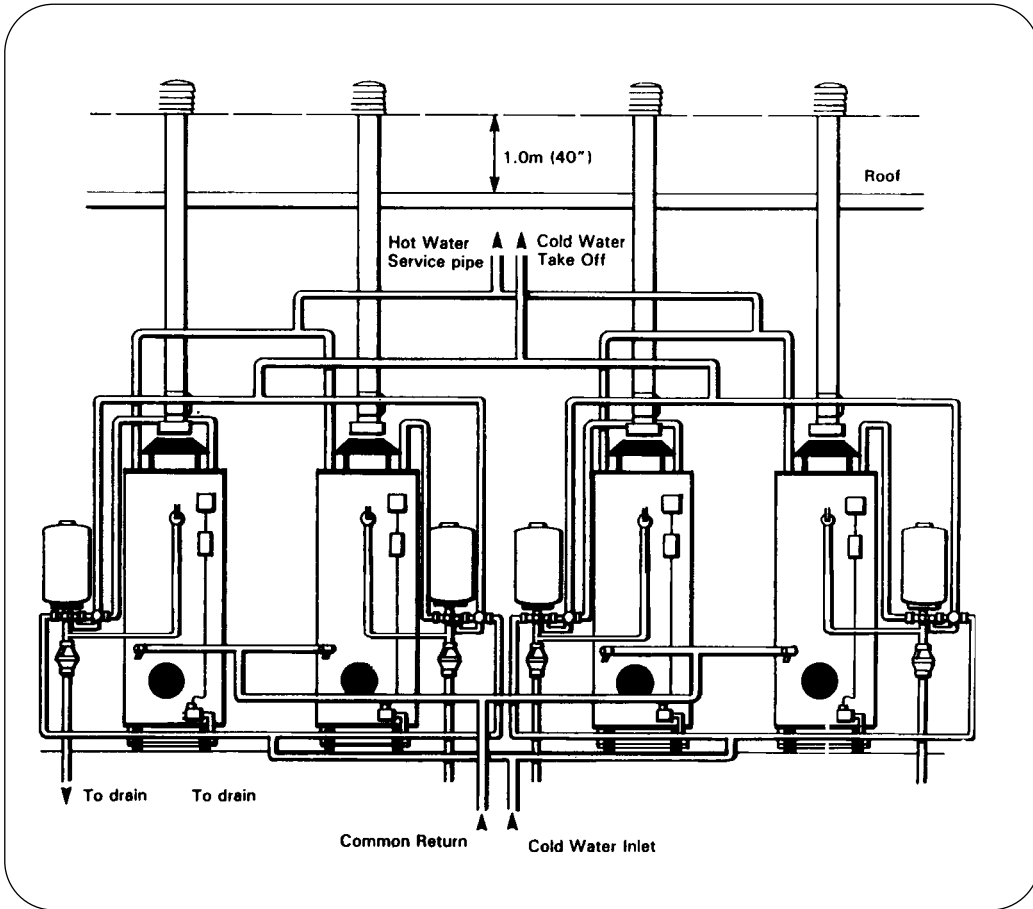 1.0m (40")
Roof
Hot Water
Service pipe
Cold Water
Take Off
To drain
To drain
Common Return
Cold Water Inlet